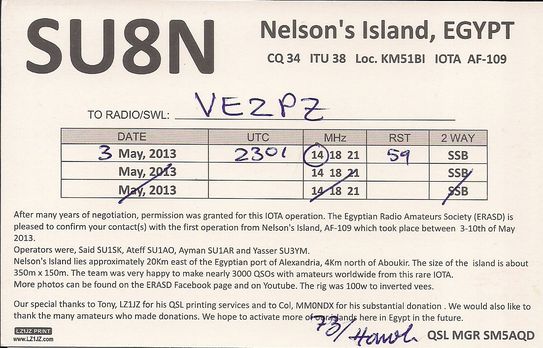 SU8N
Nelson's Island, EGYPT
CQ 34 ITU 38 Loc. KM51BI IOTA AF-109
TO RADIO/SWL: VE2PZ
DATE UTC MHz RST 2 WAY
3 May, 2013 2301 14 18 21 59 SSB
May, 2013 14 18 21 SSB
May, 2013 14 18 21 SSB
After many years of negotiation, permission was granted for this IOTA operation. The Egyptian Radio Amateurs Society (ERASD) is
pleased to confirm your contact(s) with the first operation from Nelson's Island, AF-109 which took place between 3-10th of May
2013.
Operators were, Said SU1SK, Ateff SU1AO, Ayman SU1AR and Yasser SU3YM.
Nelson's Island lies approximately 20Km east of the Egyptian port of Alexandria, 4Km north of Aboukir. The size of the island is about
350m x 150m. The team was very happy to make nearly 3000 QSOs with amateurs worldwide from this rare IOTA.
More photos can be found on the ERASD Facebook page and on Youtube. The rig was 100w to inverted vees.
Our special thanks to Tony, LZ1JZ for his QSL printing services and to Col, MM0NDX for his substantial donation . We would also like to
thank the many amateurs who made donations. We hope to activate more of our islands here in Egypt in the future.
73/
LZ1JZ PRINT
www.LZ1JZ.com
QSL MGR SM5AQD